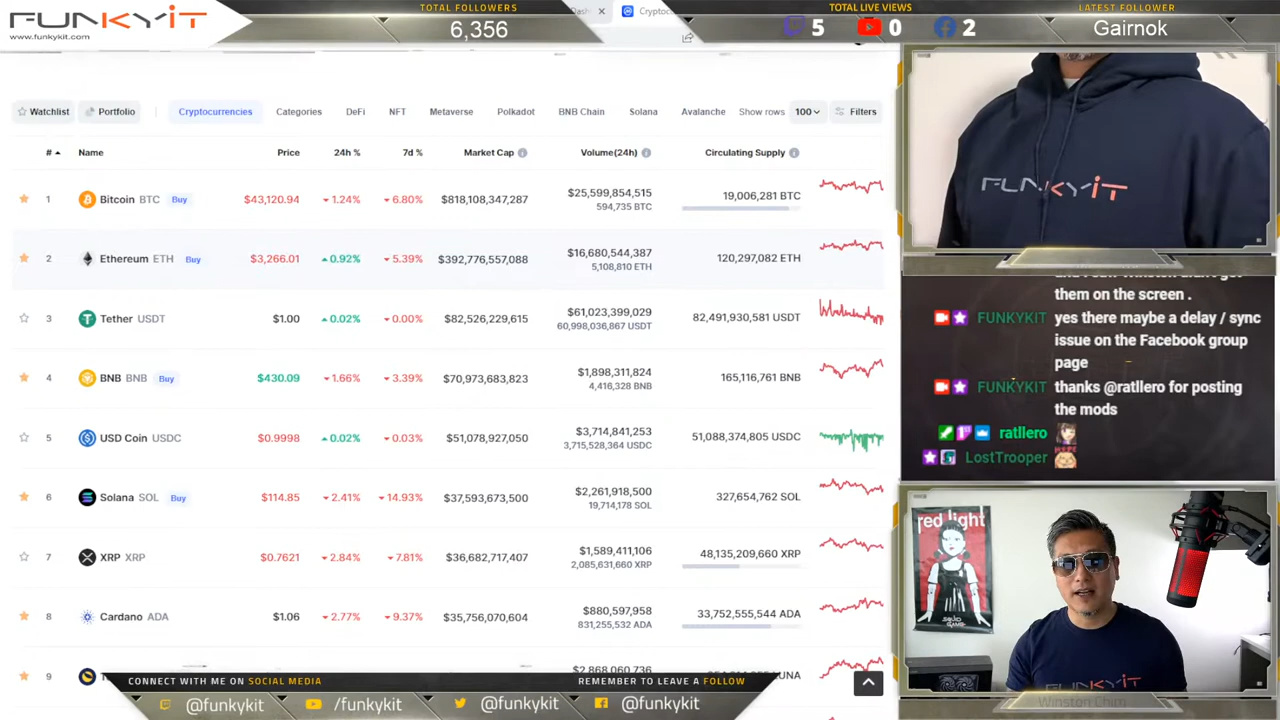 FUNKYiT
www.funkykit.com
TOTAL FOLLOWERS
6,356
Cryptoc
TOTAL LIVE VIEWS
5 0 2
LATEST FOLLOWER
Gairnok
Watchlist Portfolio Cryptocurrencies Categories DeFi NFT Metaverse Polkadot BNB Chain Solana Avalanche Show rows 100 Filters
# Name Price 24h % 7d % Market Cap Volume(24h) Circulating Supply
1 Bitcoin BTC Buy $43,120.94 1.24% 6.80% $818,108,347,287 $25,599,854,515 19,006,281 BTC
594,735 BTC
2 Ethereum ETH Buy $3,266.01 0.92% 5.39% $392,776,557,088 $16,680,544,387 120,297,082 ETH
5,108,810 ETH
3 Tether USDT $1.00 0.02% 0.00% $82,526,229,615 $61,023,399,029 82,491,930,581 USDT
60,998,036,867 USDT
4 BNB BNB Buy $430.09 1.66% 3.39% $70,973,683,823 $1,898,311,824 165,116,761 BNB
4,416,328 BNB
5 USD Coin USDC $0.9998 0.02% 0.03% $51,078,927,050 $3,714,841,253 51,088,374,805 USDC
3,715,528,364 USDC
6 Solana SOL Buy $114.85 2.41% 14.93% $37,593,673,500 $2,261,918,500 327,654,762 SOL
19,714,178 SOL
7 XRP XRP $0.7621 2.84% 7.81% $36,682,717,407 $1,589,411,106 48,135,209,660 XRP
2,085,631,660 XRP
8 Cardano ADA $1.06 2.77% 9.37% $35,756,070,604 $880,597,958 33,752,555,544 ADA
831,255,532 ADA
9
FUNKYiT
them on the screen .
FUNKYKIT yes there maybe a delay / sync
issue on the Facebook group
page
FUNKYKIT thanks @ratllero for posting
the mods
ratllero
LostTrooper
red light
SQUID
GAME
FUNKYiT
Winston Chim
CONNECT WITH ME ON SOCIAL MEDIA
REMEMBER TO LEAVE A FOLLOW
@funkykit /funkykit @funkykit @funkykit